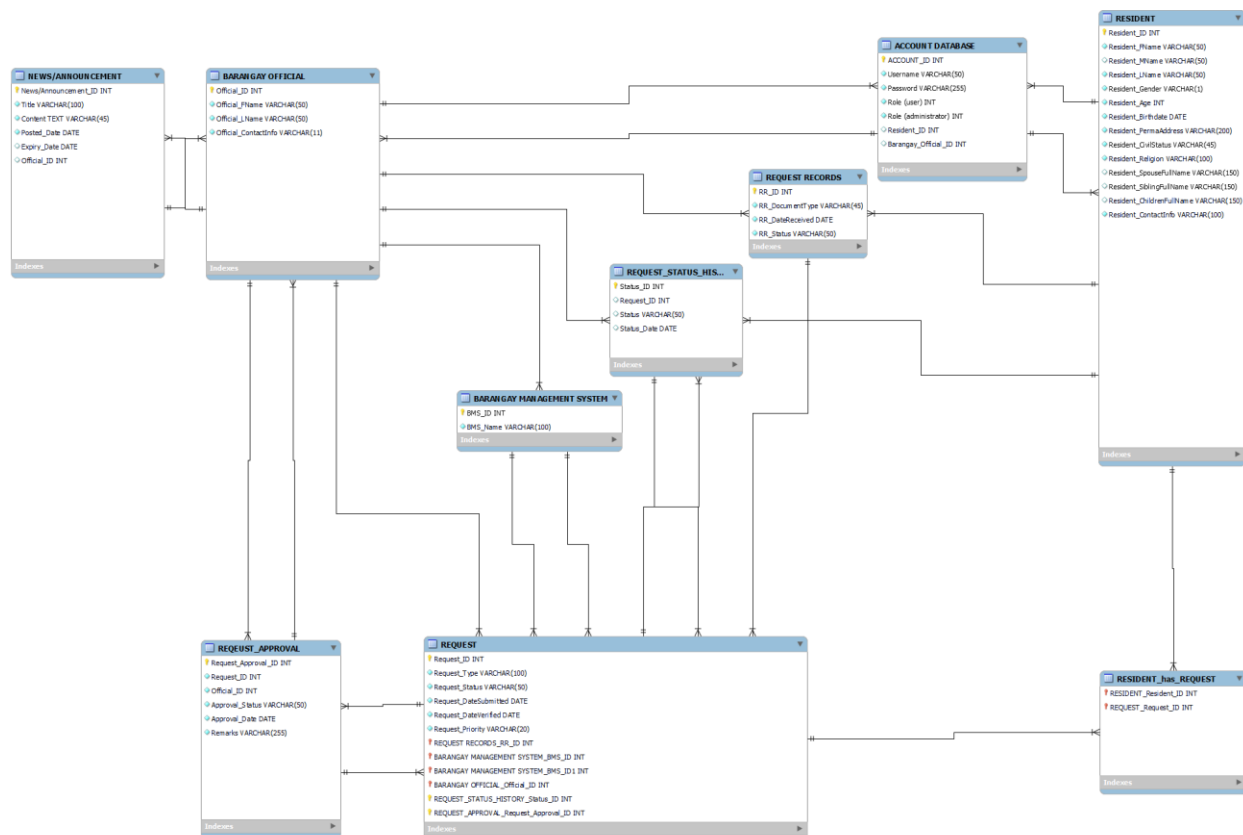 NEWS/ANNOUNCEMENT
News/Announcement_ID INT
Title VARCHAR(100)
Content TEXT VARCHAR(45)
Posted_Date DATE
Expiry_Date DATE
Official_ID INT
Indexes
BARANGAY OFFICIAL
Official_ID INT
Official_FName VARCHAR(50)
Official_LName VARCHAR(50)
Official_ContactInfo VARCHAR(11)
Indexes
ACCOUNT DATABASE
ACCOUNT_ID INT
Username VARCHAR(50)
Password VARCHAR(255)
Role (user) INT
Role (administrator) INT
Resident_ID INT
Barangay_Official_ID INT
Indexes
RESIDENT
Resident_ID INT
Resident_FName VARCHAR(50)
Resident_MName VARCHAR(50)
Resident_LName VARCHAR(50)
Resident_Gender VARCHAR(1)
Resident_Age INT
Resident_Birthdate DATE
Resident_PermaAddress VARCHAR(200)
Resident_CivilStatus VARCHAR(45)
Resident_Religion VARCHAR(100)
Resident_SpouseFullName VARCHAR(150)
Resident_SiblingFullName VARCHAR(150)
Resident_ChildrenFullName VARCHAR(150)
Resident_ContactInfo VARCHAR(100)
Indexes
REQUEST RECORDS
RR_ID INT
RR_DocumentType VARCHAR(45)
RR_DateReceived DATE
RR_Status VARCHAR(50)
Indexes
REQUEST_STATUS_HIS...
Status_ID INT
Request_ID INT
Status VARCHAR(50)
Status_Date DATE
Indexes
BARANGAY MANAGEMENT SYSTEM
BMS_ID INT
BMS_Name VARCHAR(100)
Indexes
REQEUST_APPROVAL
Request_Approval_ID INT
Request_ID INT
Official_ID INT
Approval_Status VARCHAR(50)
Approval_Date DATE
Remarks VARCHAR(255)
Indexes
REQUEST
Request_ID INT
Request_Type VARCHAR(100)
Request_Status VARCHAR(50)
Request_DateSubmitted DATE
Request_DateVerified DATE
Request_Priority VARCHAR(20)
REQUEST RECORDS_RR_ID INT
BARANGAY MANAGEMENT SYSTEM_BMS_ID INT
BARANGAY MANAGEMENT SYSTEM_BMS_ID1 INT
BARANGAY OFFICIAL_Official_ID INT
REQUEST_STATUS_HISTORY_Status_ID INT
REQUEST_APPROVAL_Request_Approval_ID INT
Indexes
RESIDENT_has_REQUEST
RESIDENT_Resident_ID INT
REQUEST_Request_ID INT
Indexes